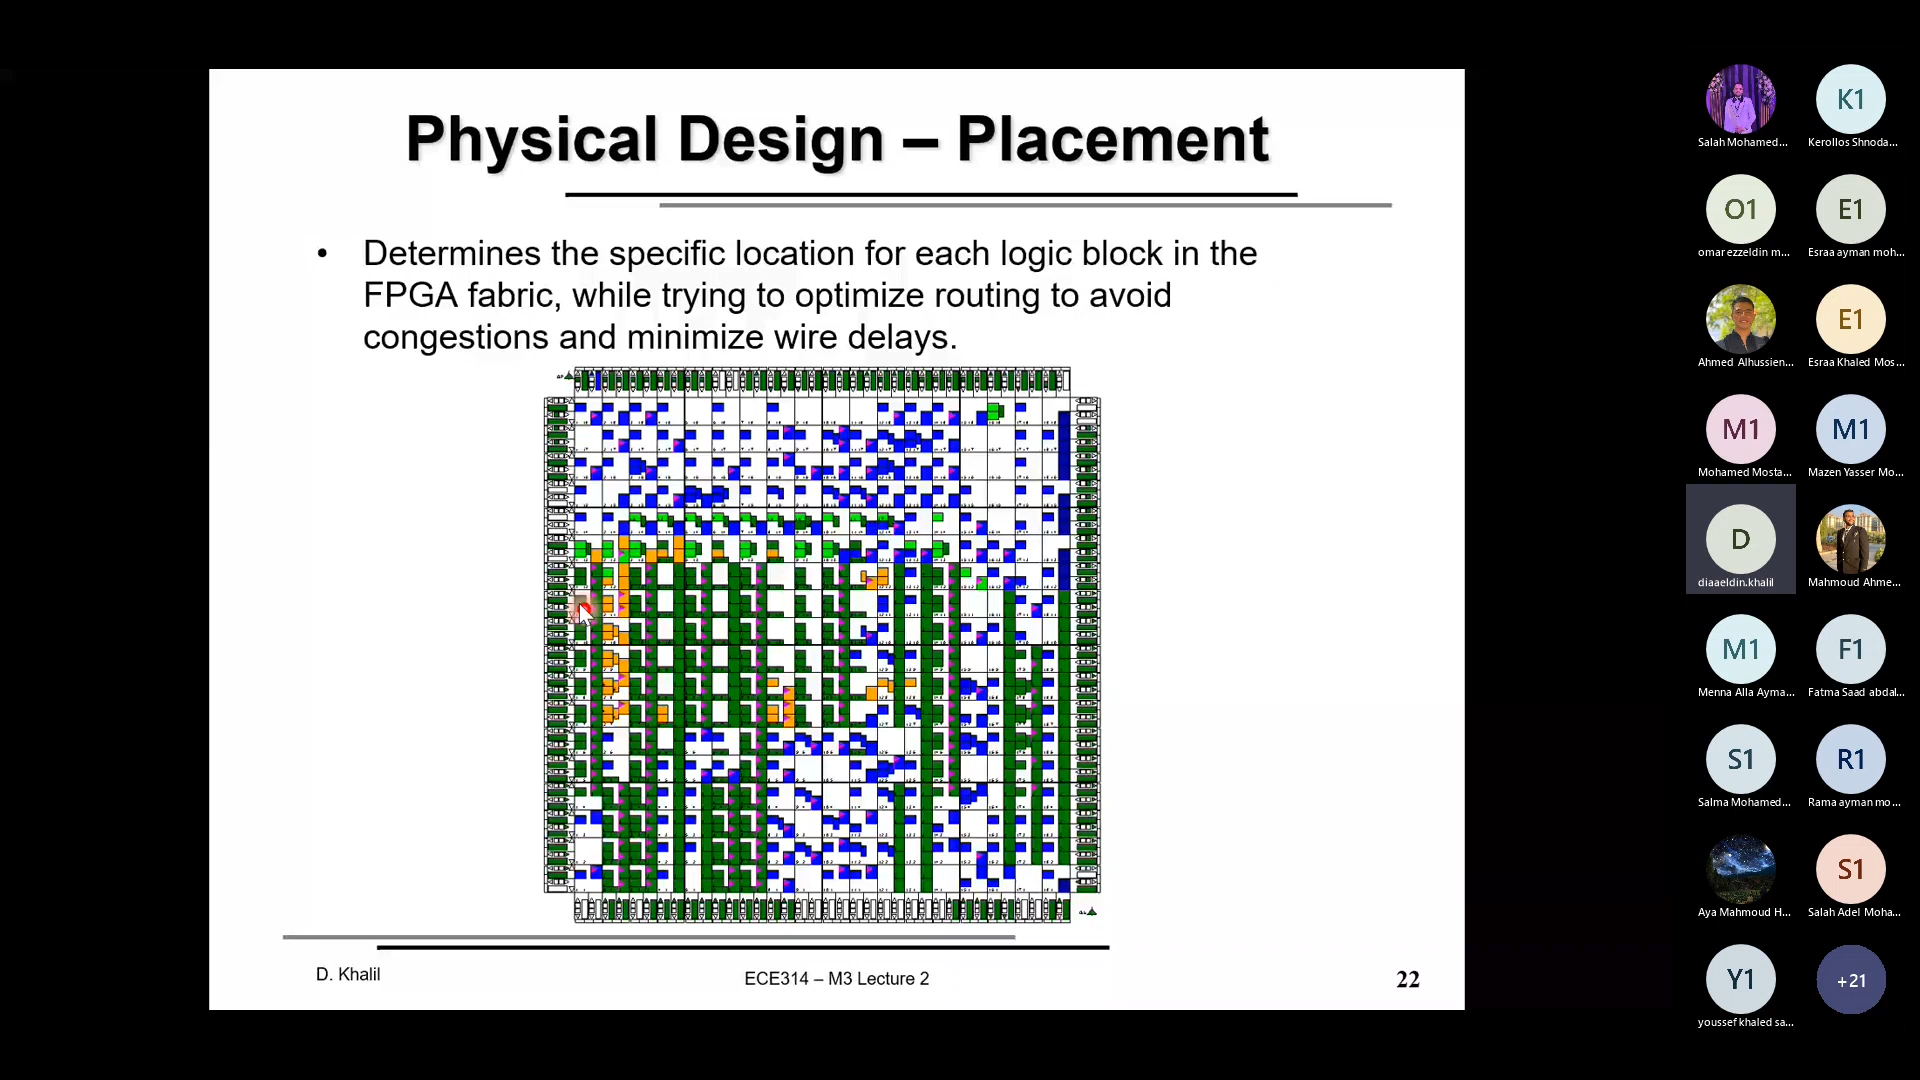 Physical Design – Placement
• Determines the specific location for each logic block in the
FPGA fabric, while trying to optimize routing to avoid
congestions and minimize wire delays.
D. Khalil
ECE314 – M3 Lecture 2
22
Salah Mohamed...
K1
Kerollos Shnoda...
O1
omar ezzeldin m...
E1
Esraa ayman moh...
Ahmed Alhussien...
E1
Esraa Khaled Mos...
M1
Mohamed Mosta...
M1
Mazen Yasser Mo...
D
diaaeldin.khalil
Mahmoud Ahme...
M1
Menna Alla Ayma...
F1
Fatma Saad abdal...
S1
Salma Mohamed...
R1
Rama ayman mo...
Aya Mahmoud H...
S1
Salah Adel Moha...
Y1
youssef khaled sa...
+21